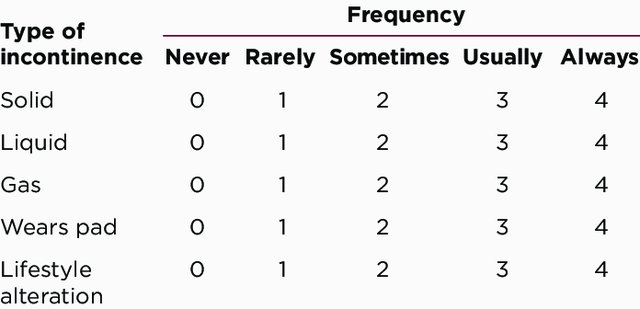 Frequency
Type of
incontinence Never Rarely Sometimes Usually Always
Solid 0 1 2 3 4
Liquid 0 1 2 3 4
Gas 0 1 2 3 4
Wears pad 0 1 2 3 4
Lifestyle 0 1 2 3 4
alteration